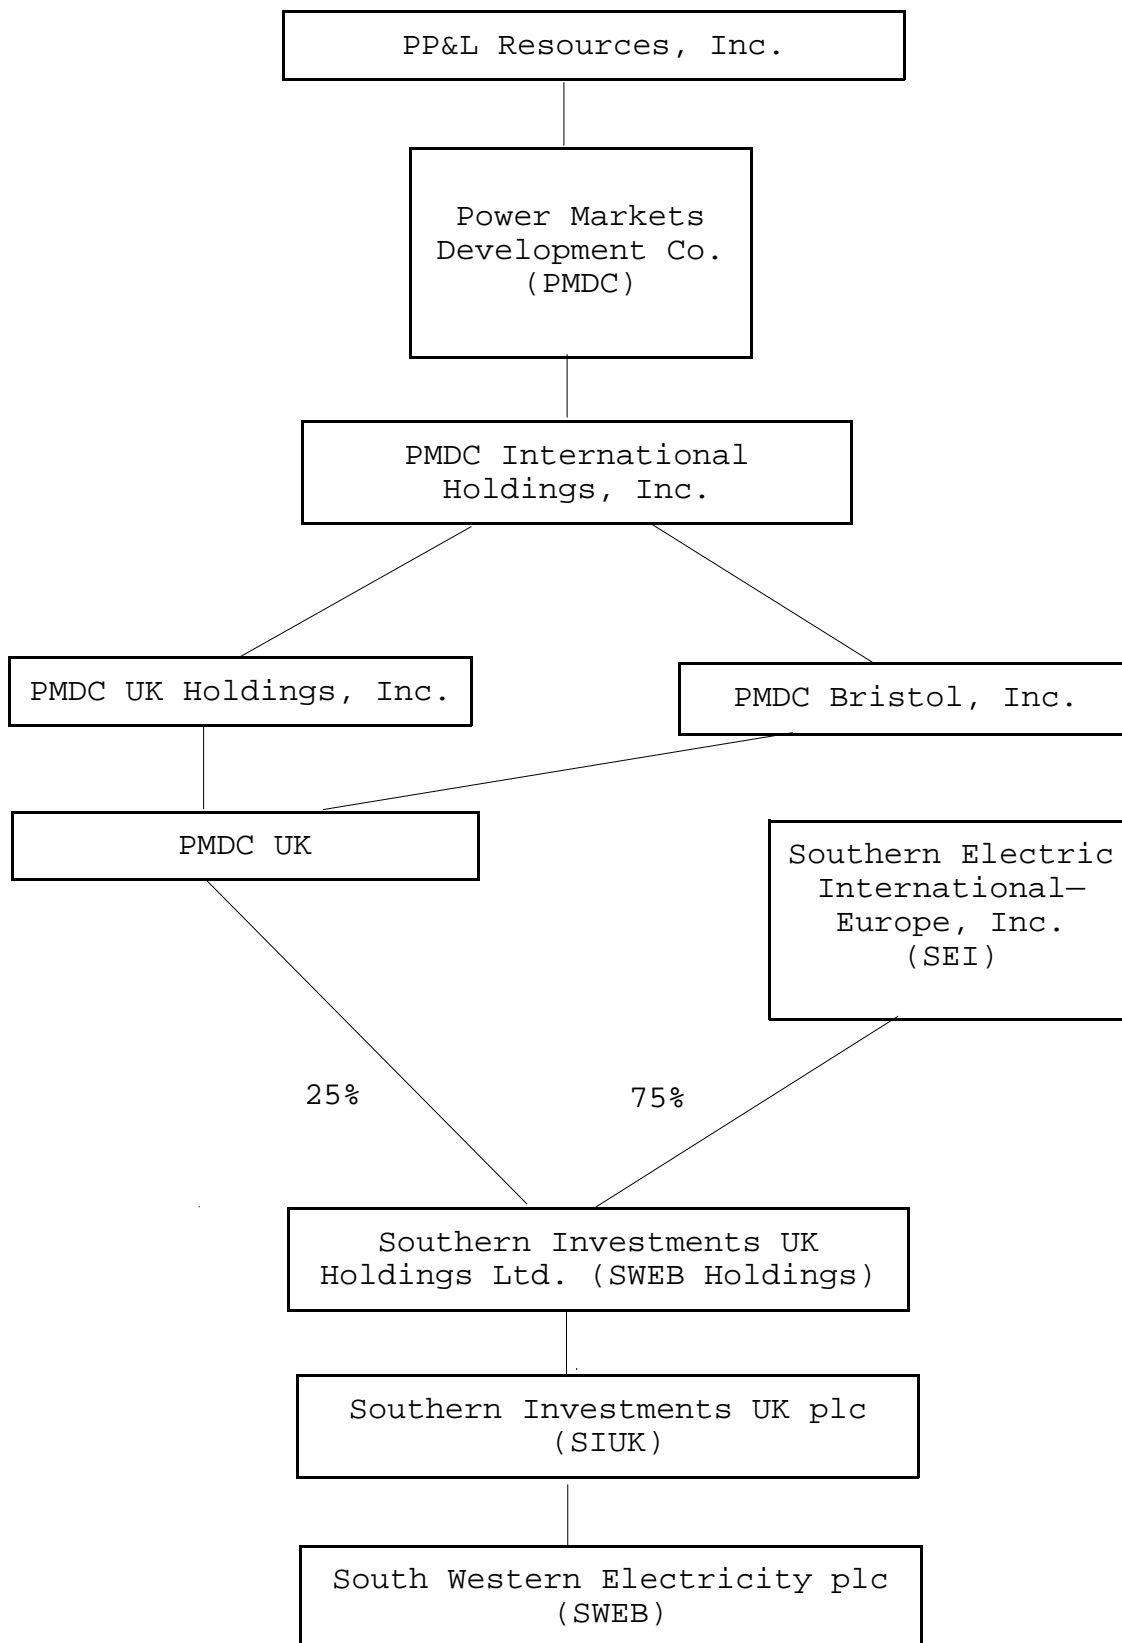 PP&L Resources, Inc.
Power Markets
Development Co.
(PMDC)
PMDC International
Holdings, Inc.
PMDC UK Holdings, Inc.
PMDC Bristol, Inc.
PMDC UK
Southern Electric
International—
Europe, Inc.
(SEI)
25%
75%
Southern Investments UK
Holdings Ltd. (SWEB Holdings)
Southern Investments UK plc
(SIUK)
South Western Electricity plc
(SWEB)